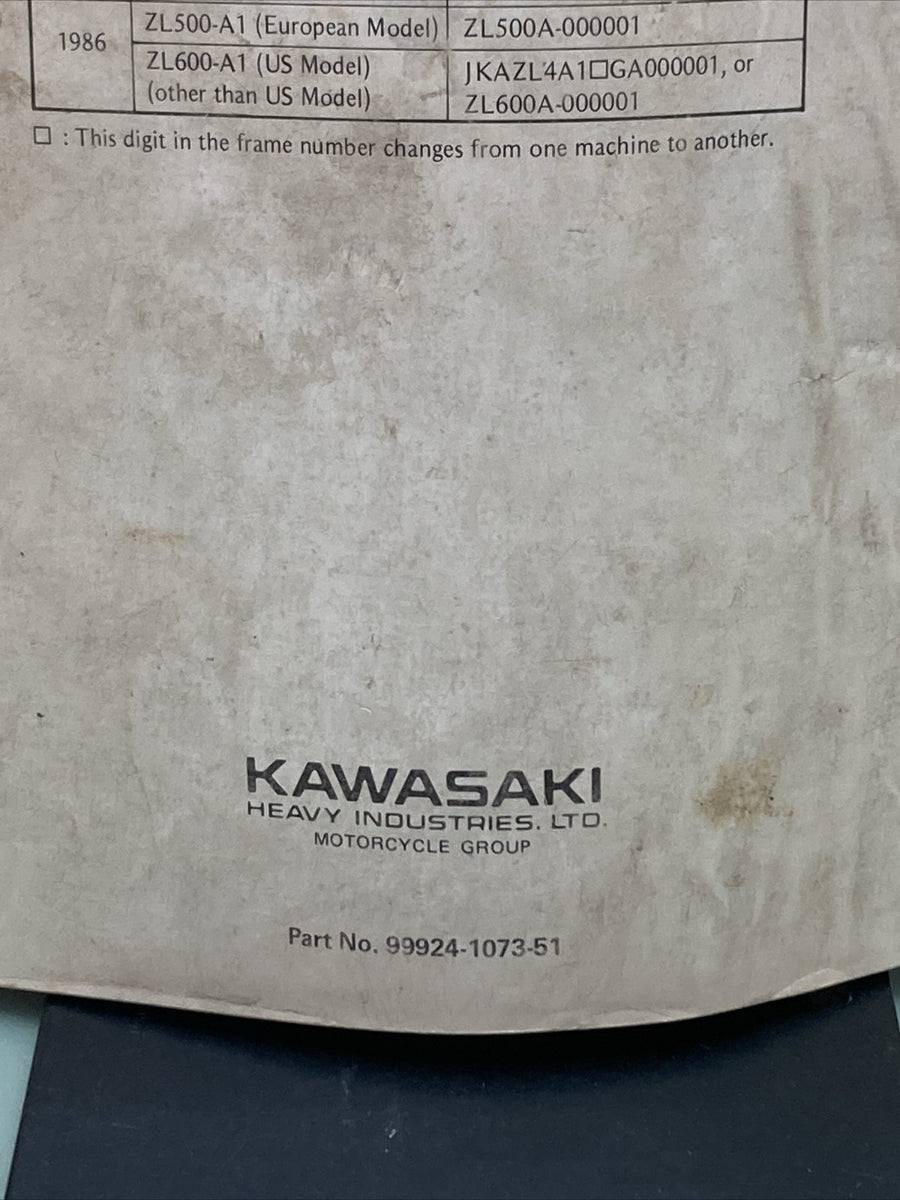 1986
ZL500-A1 (European Model) ZL500A-000001
ZL600-A1 (US Model) JKAZL4A1□GA000001, or
(other than US Model) ZL600A-000001
□ : This digit in the frame number changes from one machine to another.
KAWASAKI
HEAVY INDUSTRIES, LTD.
MOTORCYCLE GROUP
Part No. 99924-1073-51